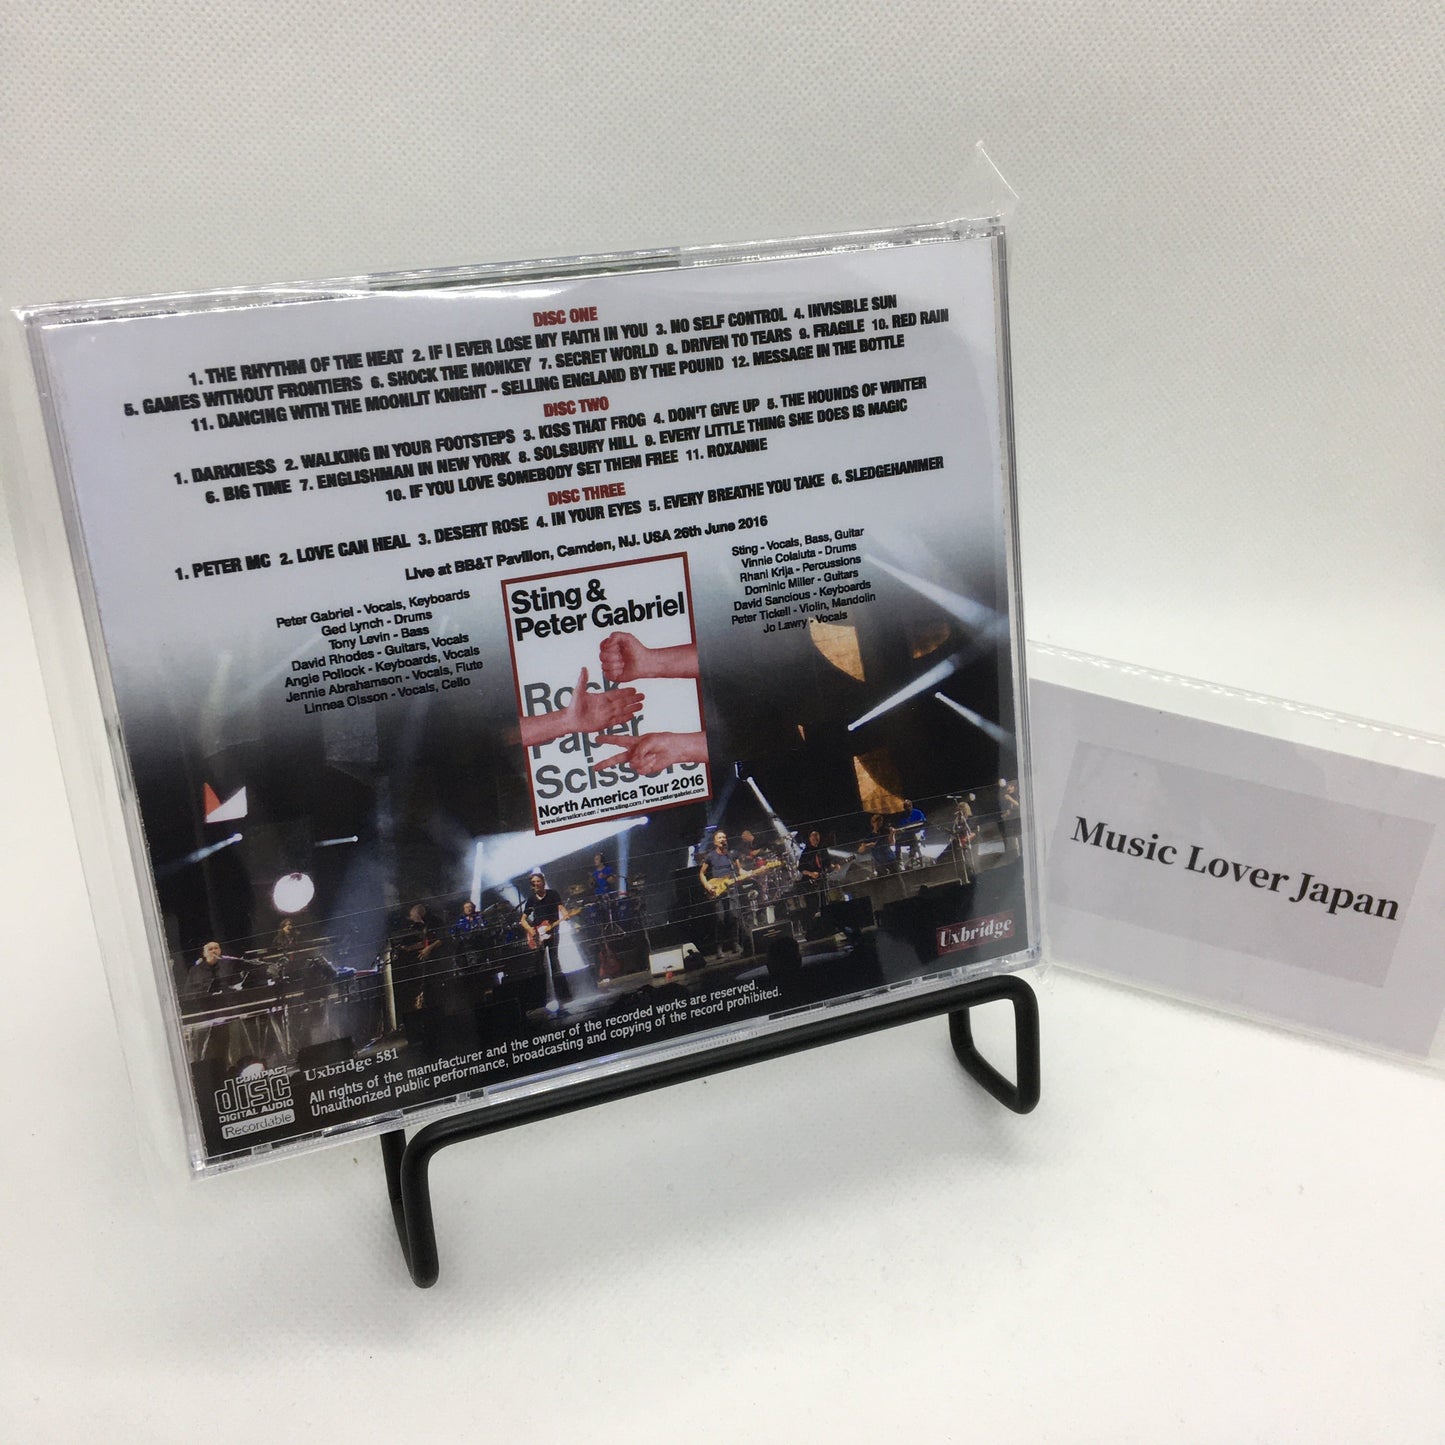 DISC ONE
1. THE RHYTHM OF THE HEAT 2. IF I EVER LOSE MY FAITH IN YOU 3. NO SELF CONTROL 4. INVISIBLE SUN
5. GAMES WITHOUT FRONTIERS 6. SHOCK THE MONKEY 7. SECRET WORLD 8. DRIVEN TO TEARS 9. FRAGILE 10. RED RAIN
11. DANCING WITH THE MOONLIT KNIGHT - SELLING ENGLAND BY THE POUND 12. MESSAGE IN THE BOTTLE
DISC TWO
1. DARKNESS 2. WALKING IN YOUR FOOTSTEPS 3. KISS THAT FROG 4. DON'T GIVE UP 5. THE HOUNDS OF WINTER
6. BIG TIME 7. ENGLISHMAN IN NEW YORK 8. SOLSBURY HILL 9. EVERY LITTLE THING SHE DOES IS MAGIC
10. IF YOU LOVE SOMEBODY SET THEM FREE 11. ROXANNE
DISC THREE
1. PETER MC 2. LOVE CAN HEAL 3. DESERT ROSE 4. IN YOUR EYES 5. EVERY BREATHE YOU TAKE 6. SLEDGEHAMMER
Live at BB&T Pavilion, Camden, NJ. USA 26th June 2016
Peter Gabriel - Vocals, Keyboards
Ged Lynch - Drums
Tony Levin - Bass
David Rhodes - Guitars, Vocals
Angie Pollock - Keyboards, Vocals
Jennie Abrahamson - Vocals, Flute
Linnea Olsson - Vocals, Cello
Sting &
Peter Gabriel
Rock
Paper
Scissors
North America Tour 2016
www.livenation.com / www.sting.com / www.petergabriel.com
Sting - Vocals, Bass, Guitar
Vinnie Colaiuta - Drums
Rhani Krija - Percussions
Dominic Miller - Guitars
David Sancious - Keyboards
Peter Tickell - Violin, Mandolin
Jo Lawry - Vocals
Uxbridge
Uxbridge 581
All rights of the manufacturer and the owner of the recorded works are reserved.
Unauthorized public performance, broadcasting and copying of the record prohibited.
COMPACT
disc
DIGITAL AUDIO
Recordable
Music Lover Japan